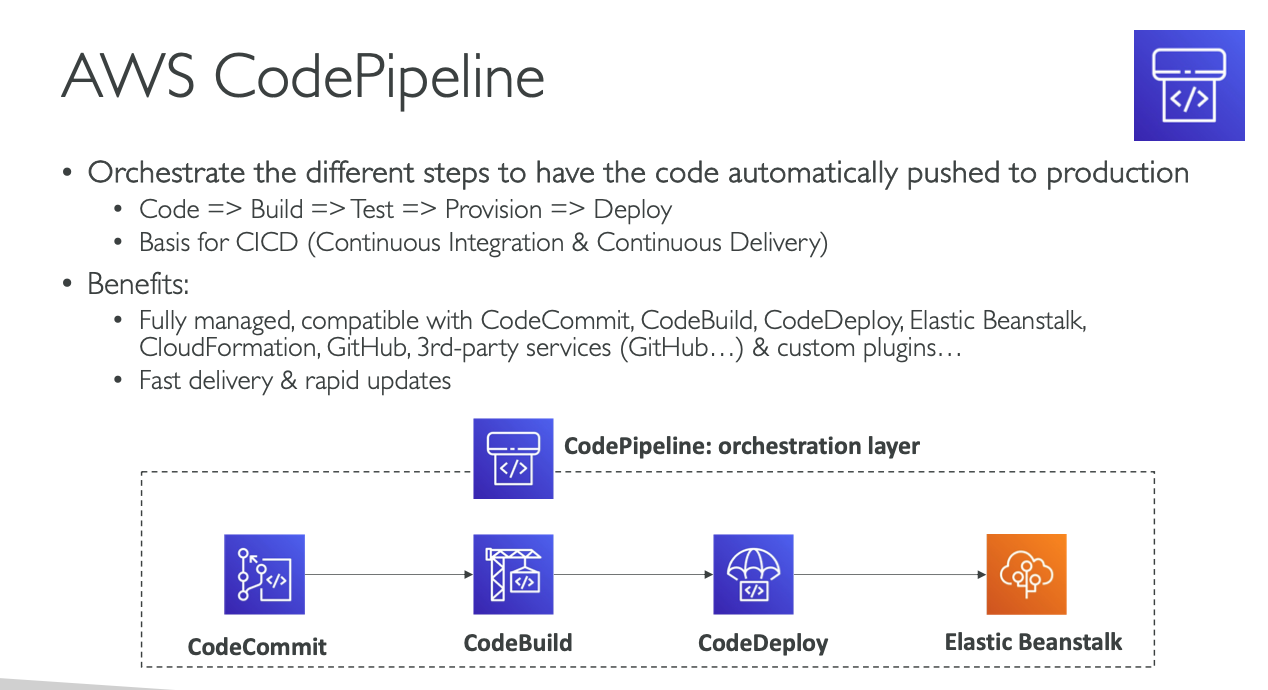 AWS CodePipeline
• Orchestrate the different steps to have the code automatically pushed to production
• Code => Build => Test => Provision => Deploy
• Basis for CICD (Continuous Integration & Continuous Delivery)
• Benefits:
• Fully managed, compatible with CodeCommit, CodeBuild, CodeDeploy, Elastic Beanstalk,
CloudFormation, GitHub, 3rd-party services (GitHub…) & custom plugins…
• Fast delivery & rapid updates
CodePipeline: orchestration layer
CodeCommit
CodeBuild
CodeDeploy
Elastic Beanstalk